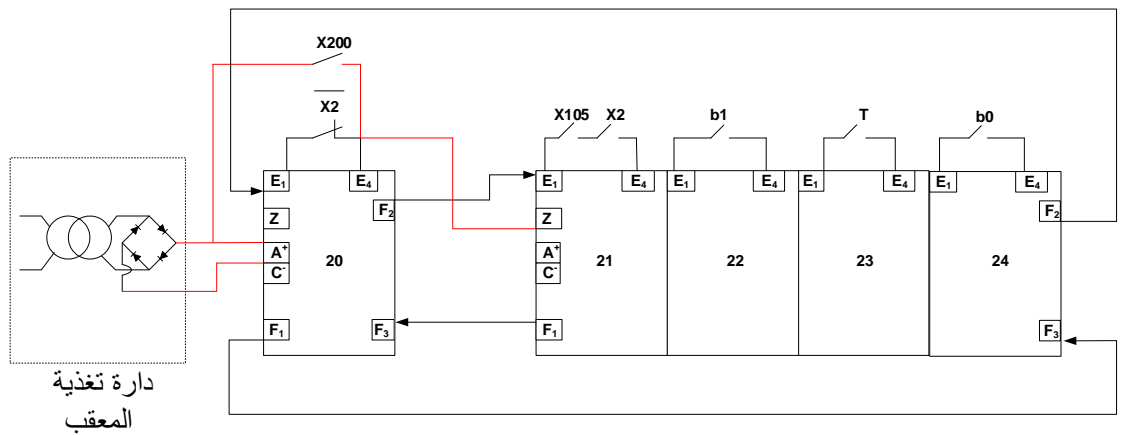 X200
X2
X105 X2 b1 T b0
E₁ E₄ E₁ E₄ E₁ E₄ E₁ E₄ E₁ E₄
F₂ F₂
Z Z
A⁺ A⁺
C⁻ C⁻
20 21 22 23 24
F₁ F₃ F₁ F₃
دارة تغذية
المعقب